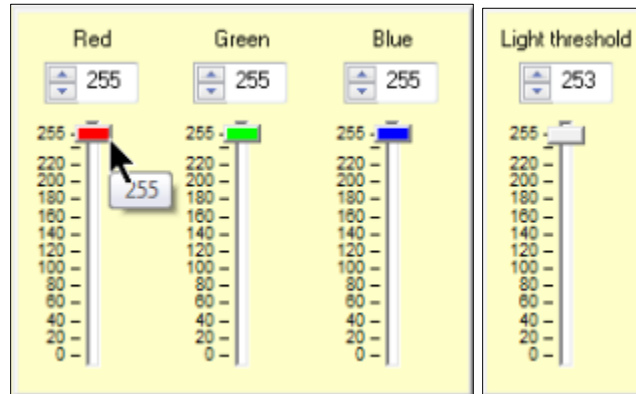 Red Green Blue Light threshold
255 255 255 253
255 255 255 255
220 220 220 220
200 200 200 200
180 180 180 180
255
160 160 160 160
140 140 140 140
120 120 120 120
100 100 100 100
80 80 80 80
60 60 60 60
40 40 40 40
20 20 20 20
0 0 0 0